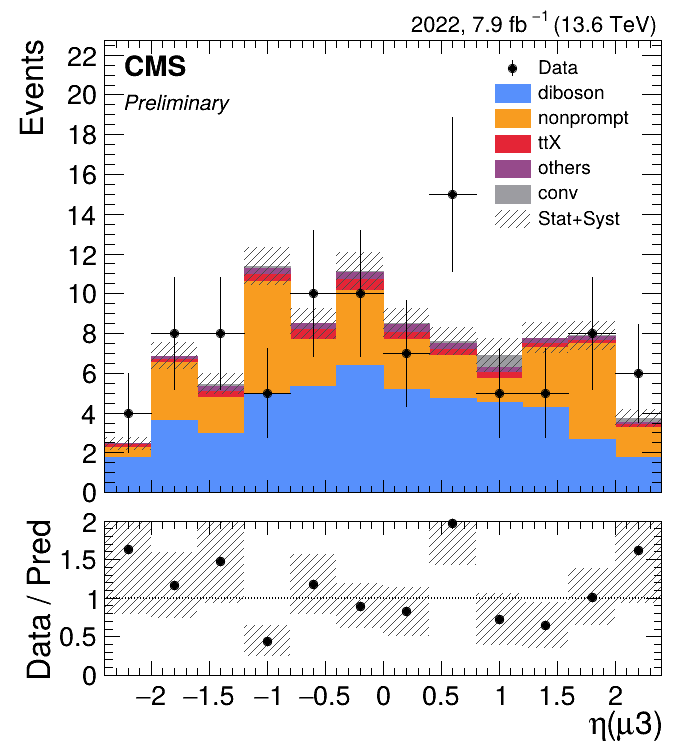 2022, 7.9 fb⁻¹ (13.6 TeV)
Events
CMS
Preliminary
Data
diboson
nonprompt
ttX
others
conv
Stat+Syst
22
20
18
16
14
12
10
8
6
4
2
0
Data / Pred
2
1.5
1
0.5
0
−2 −1.5 −1 −0.5 0 0.5 1 1.5 2
η(μ3)